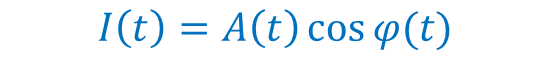 I(t) = A(t) cos φ(t)